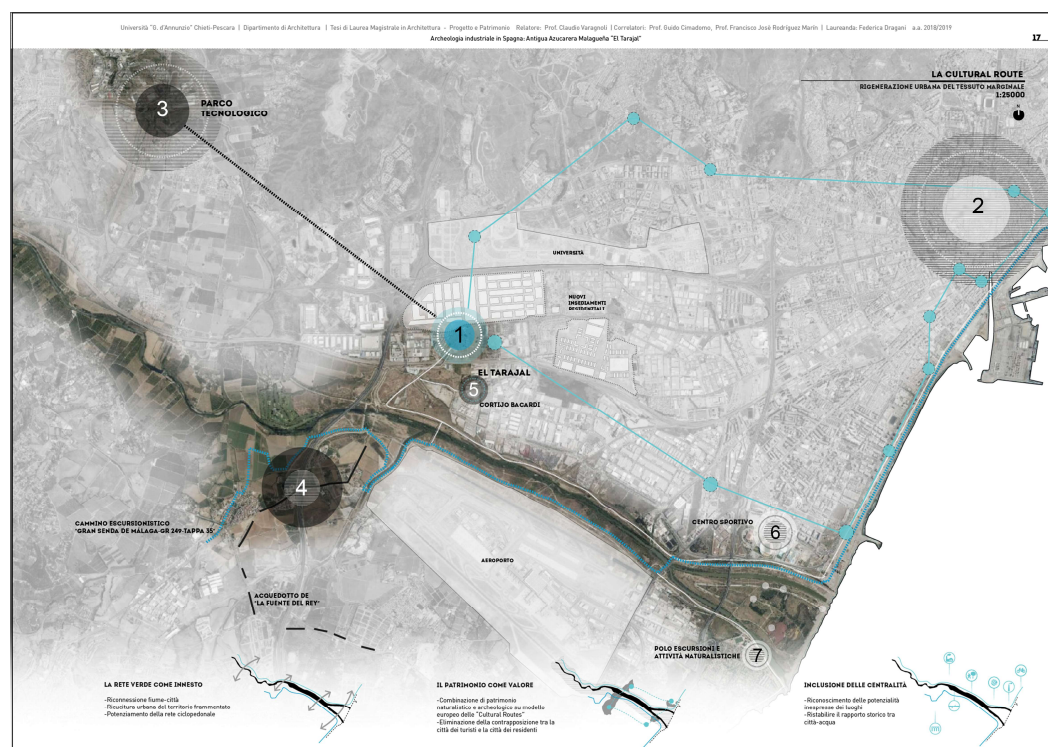 Università "G. d'Annunzio" Chieti-Pescara | Dipartimento di Architettura | Tesi di Laurea Magistrale in Architettura - Progetto e Patrimonio Relatore: Prof. Claudio Varagnoli | Correlatori: Prof. Guido Cimadomo, Prof. Francisco Josè Rodriguez Marín | Laureanda: Federica Dragani a.a. 2018/2019
Archeologia industriale in Spagna: Antigua Azucarera Malagueña "El Tarajal"
17
LA CULTURAL ROUTE
RIGENERAZIONE URBANA DEL TESSUTO MARGINALE
1:25000
N
3
PARCO
TECNOLOGICO
2
UNIVERSITÀ
NUOVI
INSEDIAMENTI
RESIDENZIALI
1
EL TARAJAL
5
CORTIJO BACARDI
4
CAMMINO ESCURSIONISTICO
"GRAN SENDA DE MÁLAGA-GR 249-TAPPA 35"
CENTRO SPORTIVO
6
AEROPORTO
ACQUEDOTTO DE
"LA FUENTE DEL REY"
POLO ESCURSIONI E
ATTIVITÀ NATURALISTICHE
7
LA RETE VERDE COME INNESTO
-Riconnessione fiume-città
-Ricucitura urbana del territorio frammentato
-Potenziamento della rete ciclopedonale
IL PATRIMONIO COME VALORE
-Combinazione di patrimonio
naturalistico e archeologico su modello
europeo delle "Cultural Routes"
-Eliminazione della contrapposizione tra la
città dei turisti e la città dei residenti
INCLUSIONE DELLE CENTRALITÀ
-Riconoscimento delle potenzialità
inespresse dei luoghi
-Ristabilire il rapporto storico tra
città-acqua